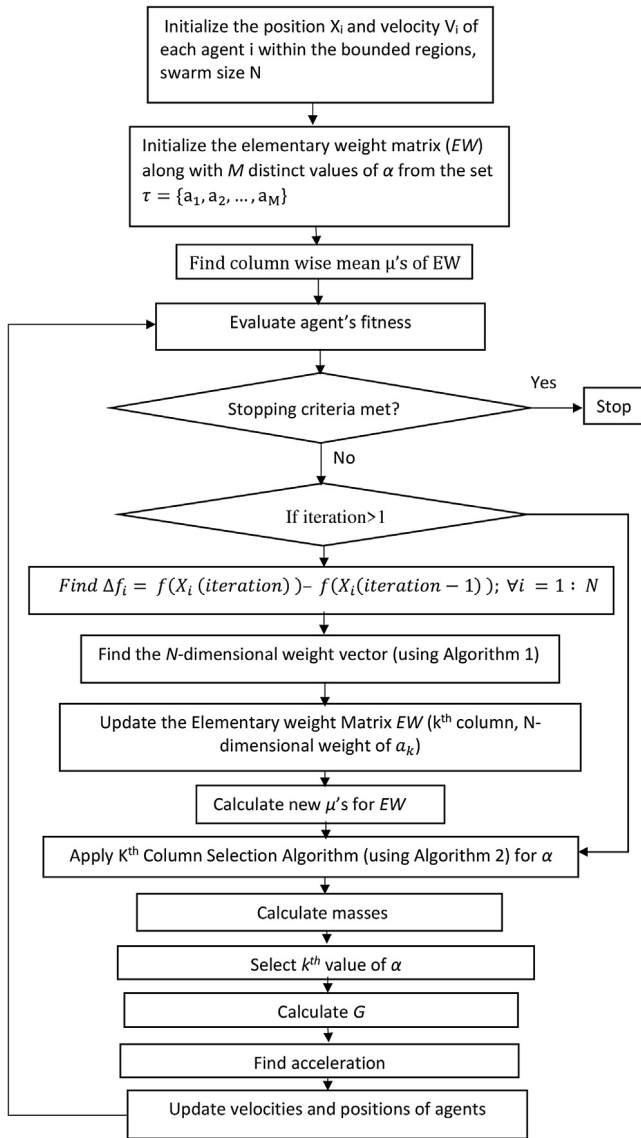 Initialize the position Xᵢ and velocity Vᵢ of
each agent i within the bounded regions,
swarm size N
Initialize the elementary weight matrix (EW)
along with M distinct values of α from the set
τ = {a₁, a₂, … , a_M}
Find column wise mean μ's of EW
Evaluate agent's fitness
Stopping criteria met?
Yes
Stop
No
If iteration>1
Find Δfᵢ = f(Xᵢ (iteration) )– f(Xᵢ(iteration − 1) ); ∀i = 1 : N
Find the N-dimensional weight vector (using Algorithm 1)
Update the Elementary weight Matrix EW (kᵗʰ column, N-
dimensional weight of aₖ)
Calculate new μ's for EW
Apply Kᵗʰ Column Selection Algorithm (using Algorithm 2) for α
Calculate masses
Select kᵗʰ value of α
Calculate G
Find acceleration
Update velocities and positions of agents